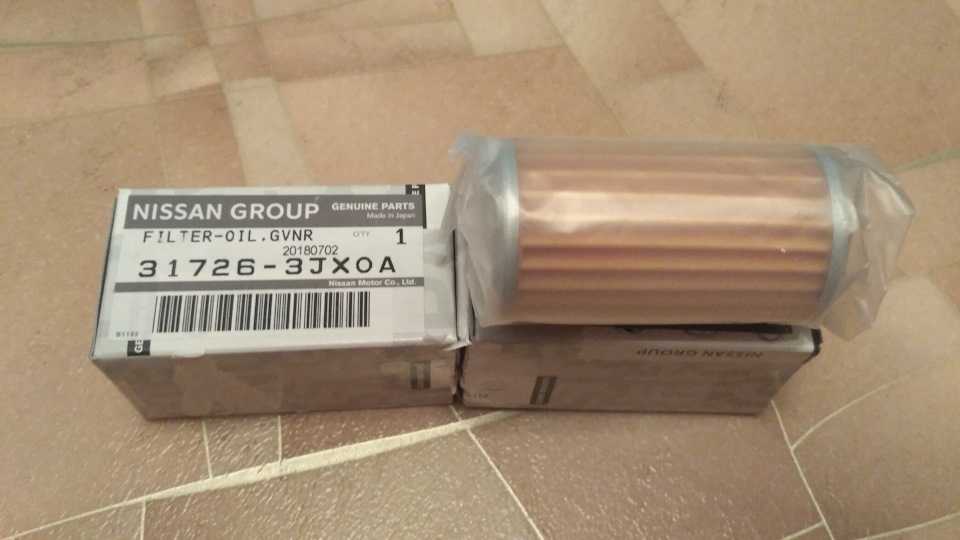 NISSAN GROUP
GENUINE PARTS
Made in Japan
FILTER-OIL.GVNR
QTY 1
20180702
31726-3JX0A
Nissan Motor Co., Ltd.
NISSAN GROUP